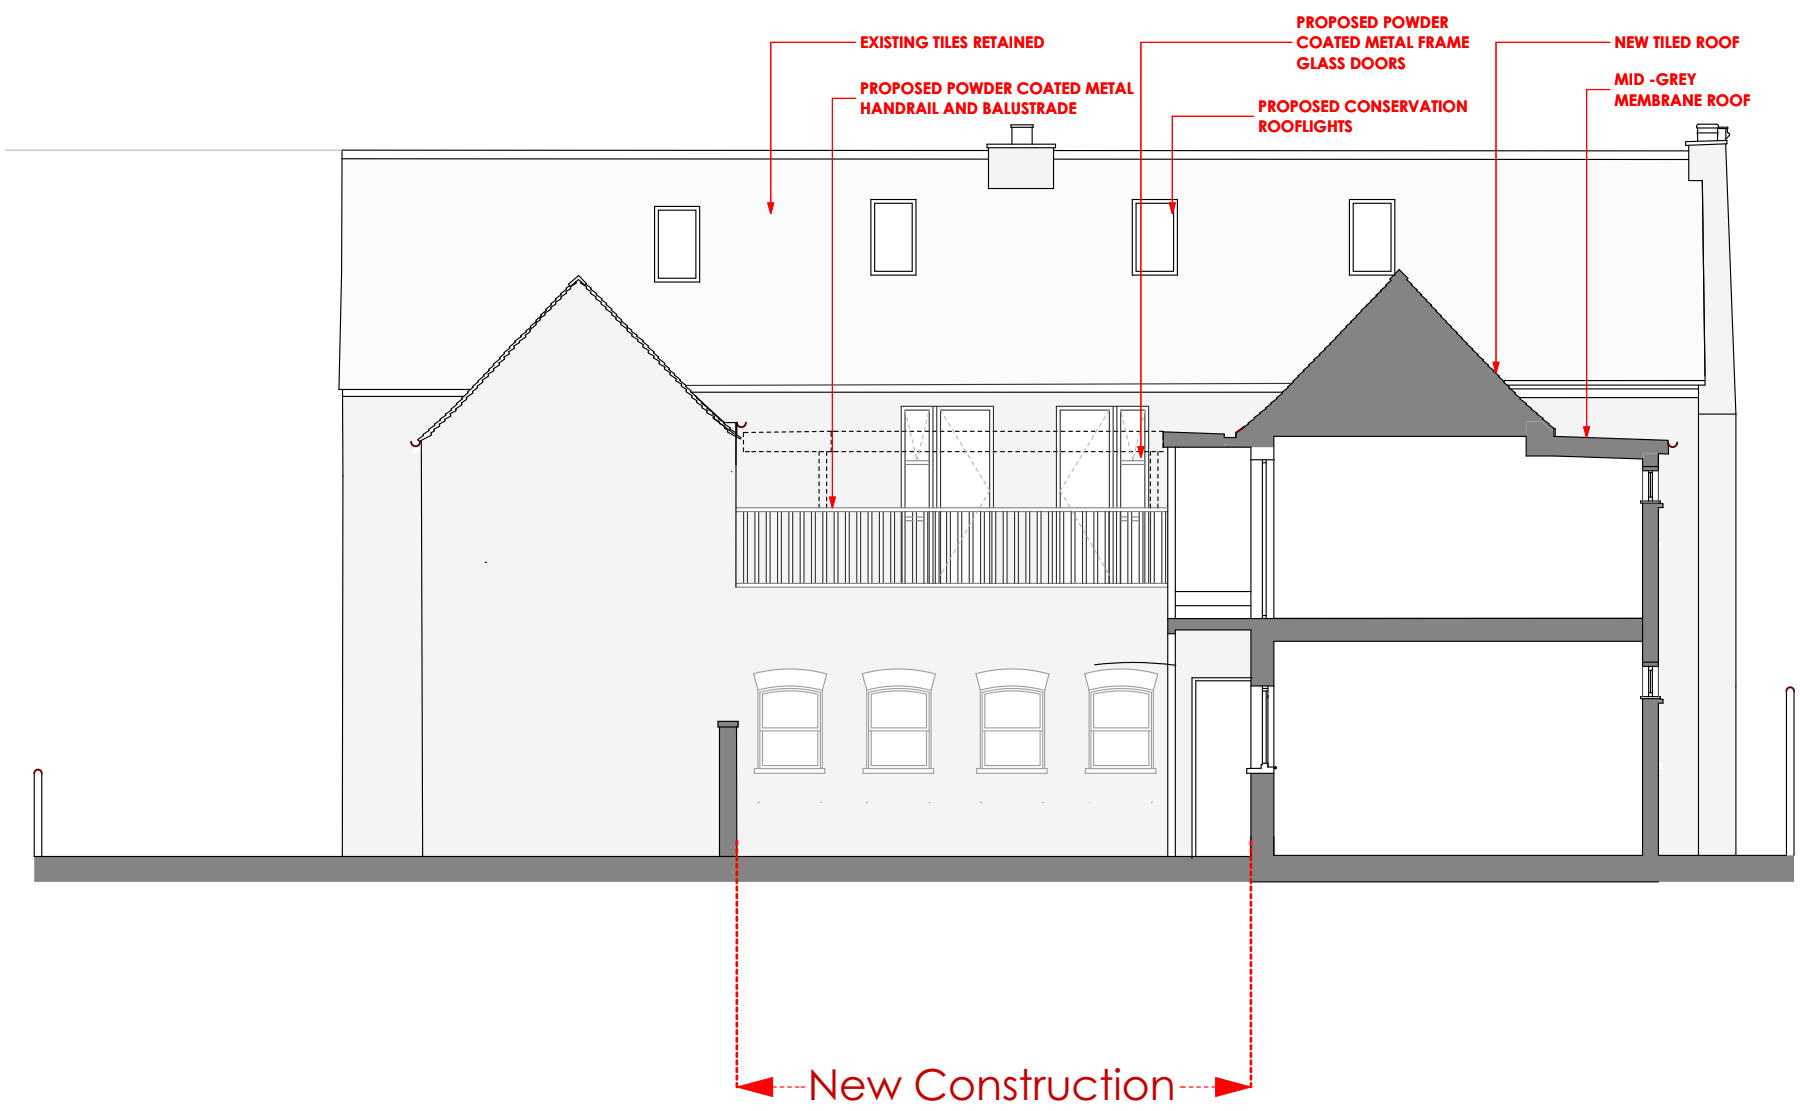 EXISTING TILES RETAINED
PROPOSED POWDER COATED METAL
HANDRAIL AND BALUSTRADE
PROPOSED POWDER
COATED METAL FRAME
GLASS DOORS
PROPOSED CONSERVATION
ROOFLIGHTS
NEW TILED ROOF
MID -GREY
MEMBRANE ROOF
New Construction